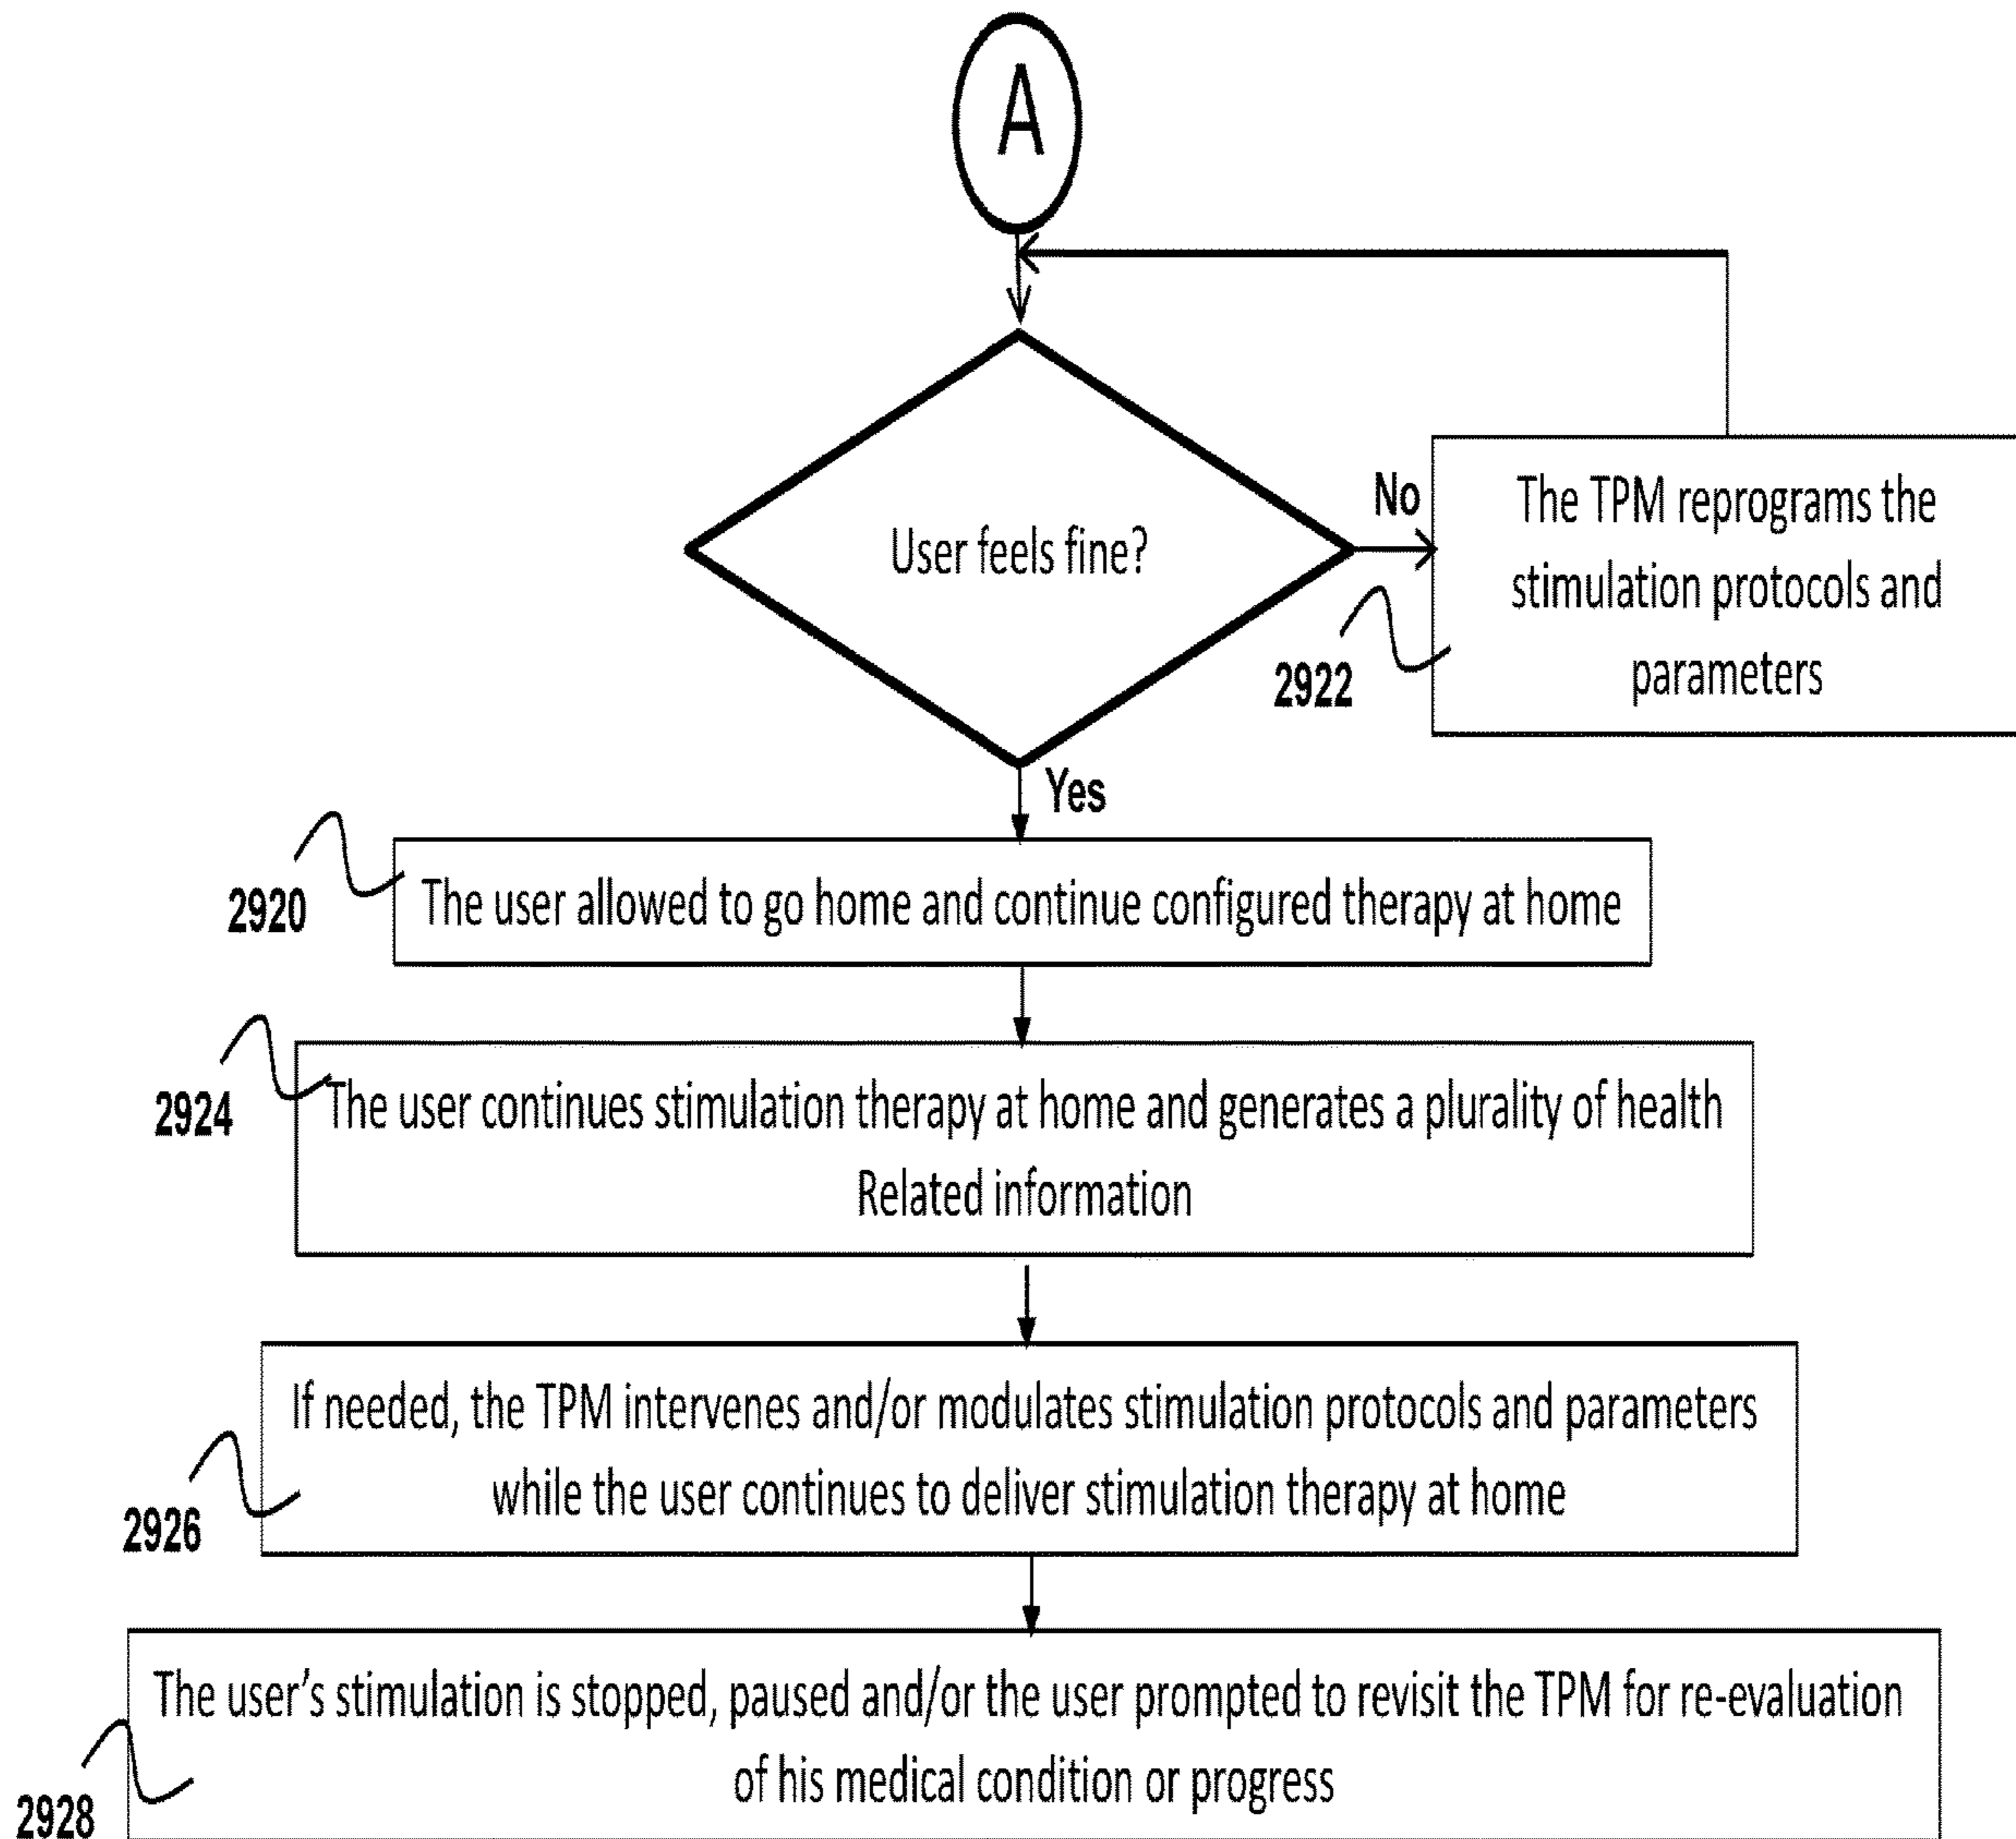 A
User feels fine?
No
The TPM reprograms the
stimulation protocols and
parameters
2922
Yes
2920
The user allowed to go home and continue configured therapy at home
2924
The user continues stimulation therapy at home and generates a plurality of health
Related information
If needed, the TPM intervenes and/or modulates stimulation protocols and parameters
while the user continues to deliver stimulation therapy at home
2926
The user’s stimulation is stopped, paused and/or the user prompted to revisit the TPM for re-evaluation
of his medical condition or progress
2928